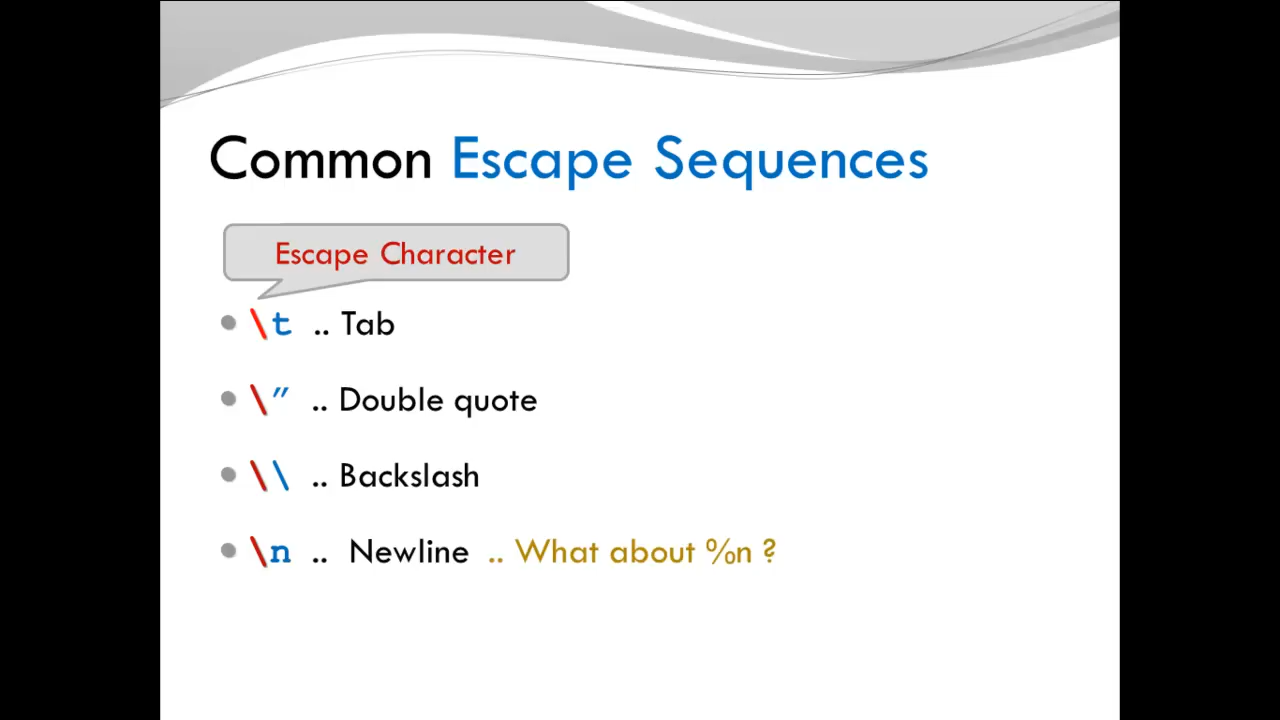 Common Escape Sequences
Escape Character
\t .. Tab
\” .. Double quote
\\ .. Backslash
\n .. Newline .. What about %n ?